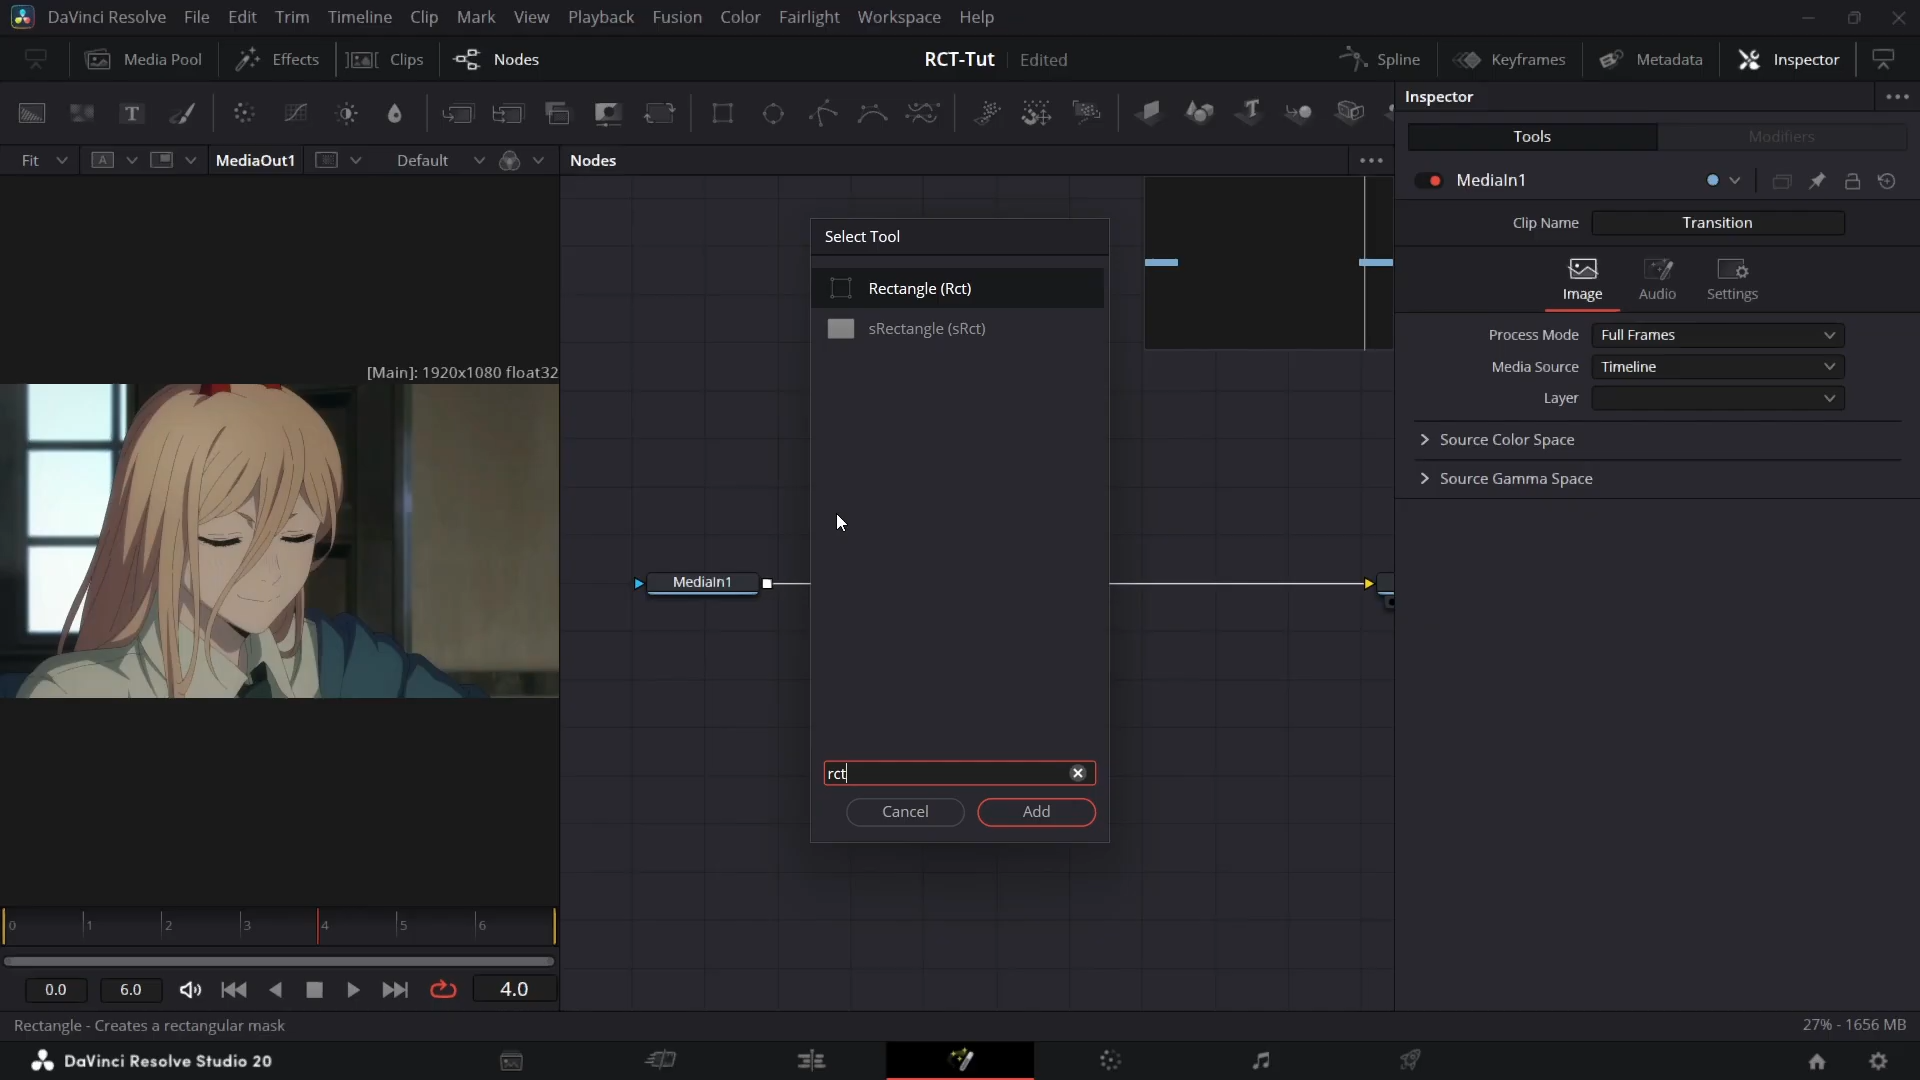 DaVinci Resolve File Edit Trim Timeline Clip Mark View Playback Fusion Color Fairlight Workspace Help
Media Pool Effects Clips Nodes RCT-Tut Edited Spline Keyframes Metadata Inspector
T T
Inspector
Tools Modifiers
Fit A MediaOut1 Default Nodes
MediaIn1
Clip Name Transition
Image Audio Settings
Process Mode Full Frames
Media Source Timeline
Layer
Source Color Space
Source Gamma Space
Select Tool
Rectangle (Rct)
sRectangle (sRct)
[Main]: 1920x1080 float32
MediaIn1
rct
Cancel Add
0 1 2 3 4 5 6
0.0 6.0 4.0
Rectangle - Creates a rectangular mask 27% - 1656 MB
DaVinci Resolve Studio 20